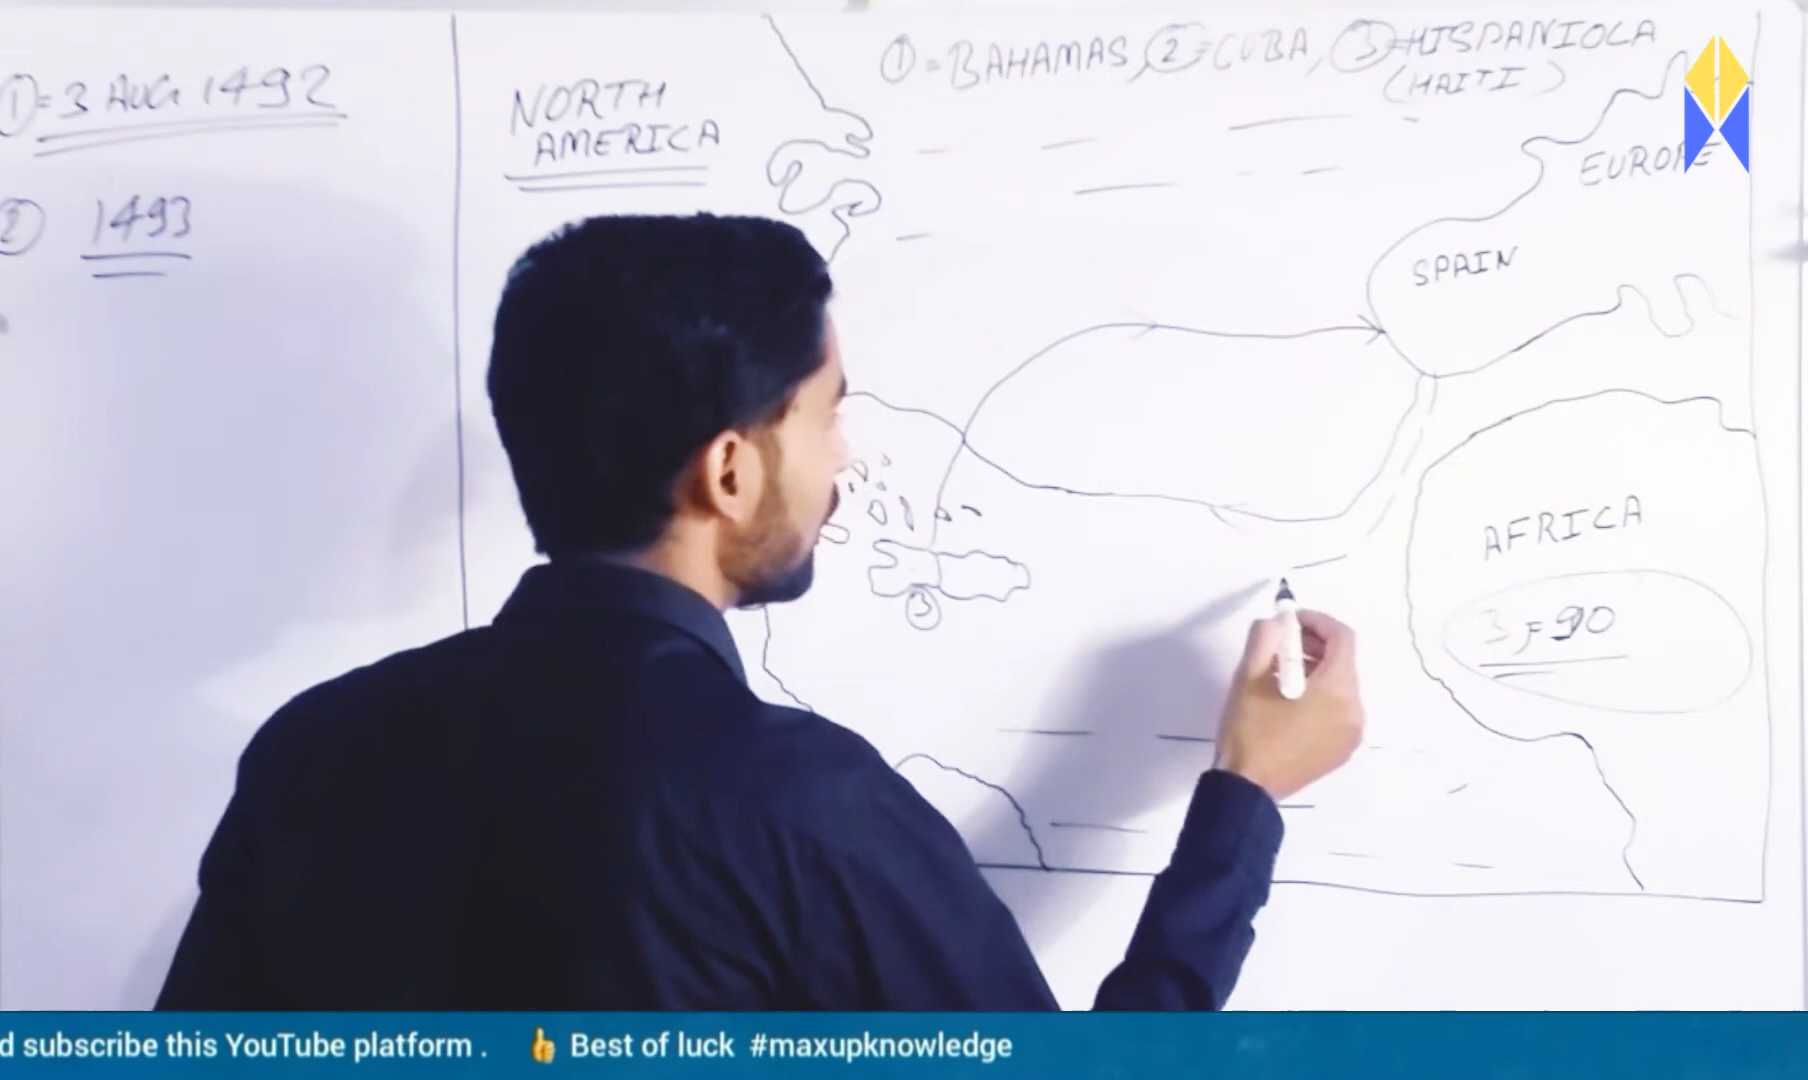 ①=3 AUG 1492
② 1493
NORTH
AMERICA
①=BAHAMAS, ②=CUBA, ③=HISPANIOLA
(HAITI)
EUROPE
SPAIN
AFRICA
3, 90
③
d subscribe this YouTube platform . 👍 Best of luck #maxupknowledge